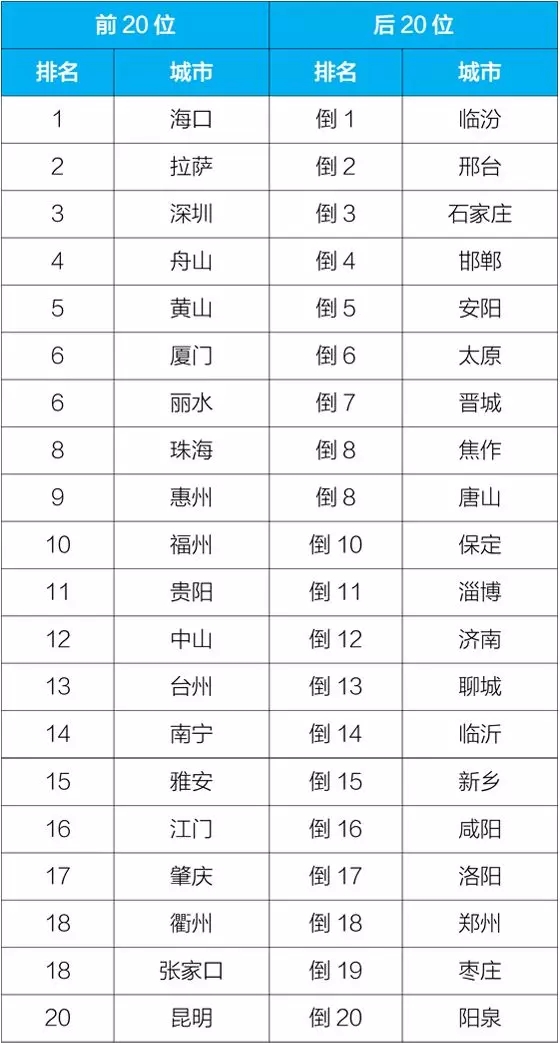 前 20 位 后 20 位
排名 城市 排名 城市
1 海口 倒 1 临汾
2 拉萨 倒 2 邢台
3 深圳 倒 3 石家庄
4 舟山 倒 4 邯郸
5 黄山 倒 5 安阳
6 厦门 倒 6 太原
6 丽水 倒 7 晋城
8 珠海 倒 8 焦作
9 惠州 倒 8 唐山
10 福州 倒 10 保定
11 贵阳 倒 11 淄博
12 中山 倒 12 济南
13 台州 倒 13 聊城
14 南宁 倒 14 临沂
15 雅安 倒 15 新乡
16 江门 倒 16 咸阳
17 肇庆 倒 17 洛阳
18 衢州 倒 18 郑州
18 张家口 倒 19 枣庄
20 昆明 倒 20 阳泉